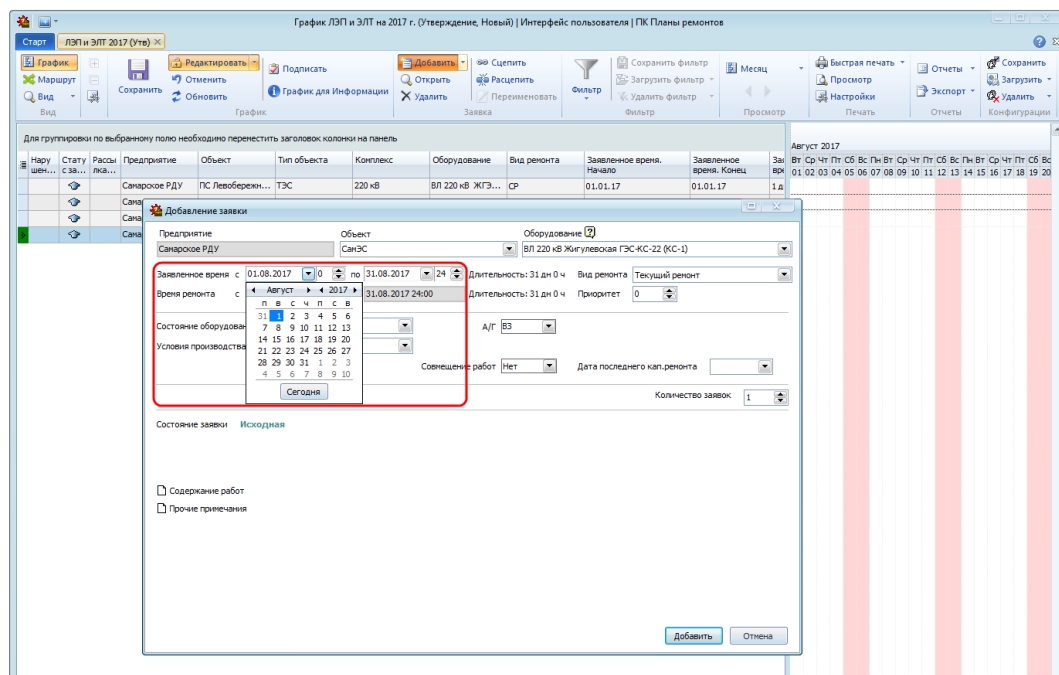 График ЛЭП и ЭЛТ на 2017 г. (Утверждение, Новый) | Интерфейс пользователя | ПК Планы ремонтов
Старт ЛЭП и ЭЛТ 2017 (Утв)
График Редактировать Подписать Добавить Сцепить Сохранить фильтр Месяц Быстрая печать Отчеты Сохранить
Маршрут Сохранить Отменить График для Информации Открыть Расцепить Фильтр Загрузить фильтр Просмотр Экспорт Загрузить
Вид Обновить Удалить Переименовать Удалить фильтр Настройки Удалить
Вид График Заявка Фильтр Просмотр Печать Отчеты Конфигурации
Для группировки по выбранному полю необходимо переместить заголовок колонки на панель
Август 2017
Нару шен... Стату с за... Рассы лка... Предприятие Объект Тип объекта Комплекс Оборудование Вид ремонта Заявленное время. Начало Заявленное время. Конец Зая вре
Вт Ср Чт Пт Сб Вс Пн Вт Ср Чт Пт Сб Вс Пн Вт Ср Чт Пт Сб Вс
01 02 03 04 05 06 07 08 09 10 11 12 13 14 15 16 17 18 19 20
Самарское РДУ ПС Левобережн... ТЭС 220 кВ ВЛ 220 кВ ЖГЭ... СР 01.01.17 01.01.17 1 д
Сама
Сама
Сама
Добавление заявки
Предприятие Объект Оборудование
Самарское РДУ СамЭС ВЛ 220 кВ Жигулевская ГЭС-КС-22 (КС-1)
Заявленное время с 01.08.2017 0 по 31.08.2017 24 Длительность: 31 дн 0 ч Вид ремонта Текущий ремонт
Время ремонта с 31.08.2017 24:00 Длительность: 31 дн 0 ч Приоритет 0
Август 2017
п в с ч п с в
31 1 2 3 4 5 6
7 8 9 10 11 12 13
14 15 16 17 18 19 20
21 22 23 24 25 26 27
28 29 30 31 1 2 3
4 5 6 7 8 9 10
Сегодня
Состояние оборудован А/Г ВЗ
Условия производства
Совмещение работ Нет Дата последнего кап.ремонта
Количество заявок 1
Состояние заявки Исходная
Содержание работ
Прочие примечания
Добавить Отмена